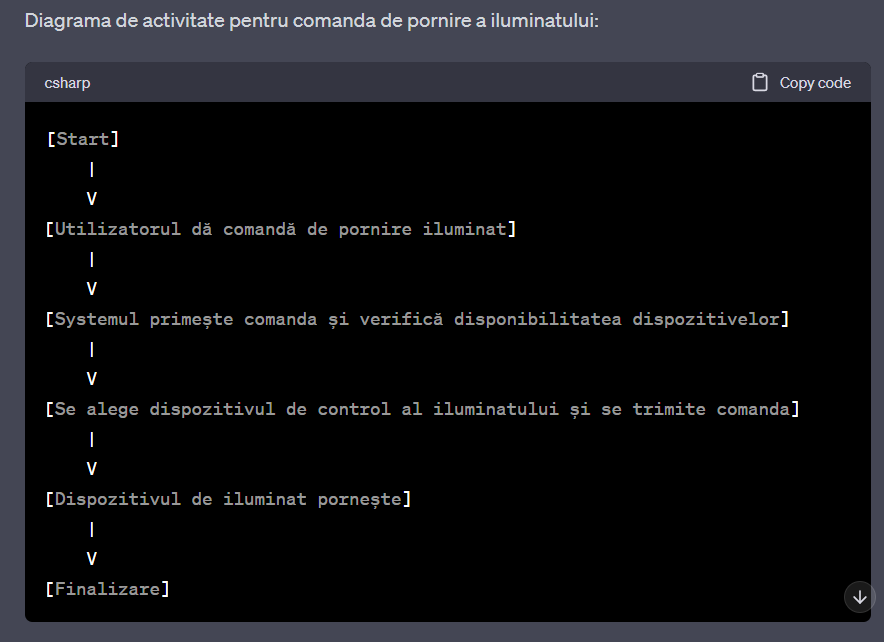 Diagrama de activitate pentru comanda de pornire a iluminatului:
csharp Copy code
[Start]
|
V
[Utilizatorul dă comandă de pornire iluminat]
|
V
[Systemul primește comanda și verifică disponibilitatea dispozitivelor]
|
V
[Se alege dispozitivul de control al iluminatului și se trimite comanda]
|
V
[Dispozitivul de iluminat pornește]
|
V
[Finalizare]